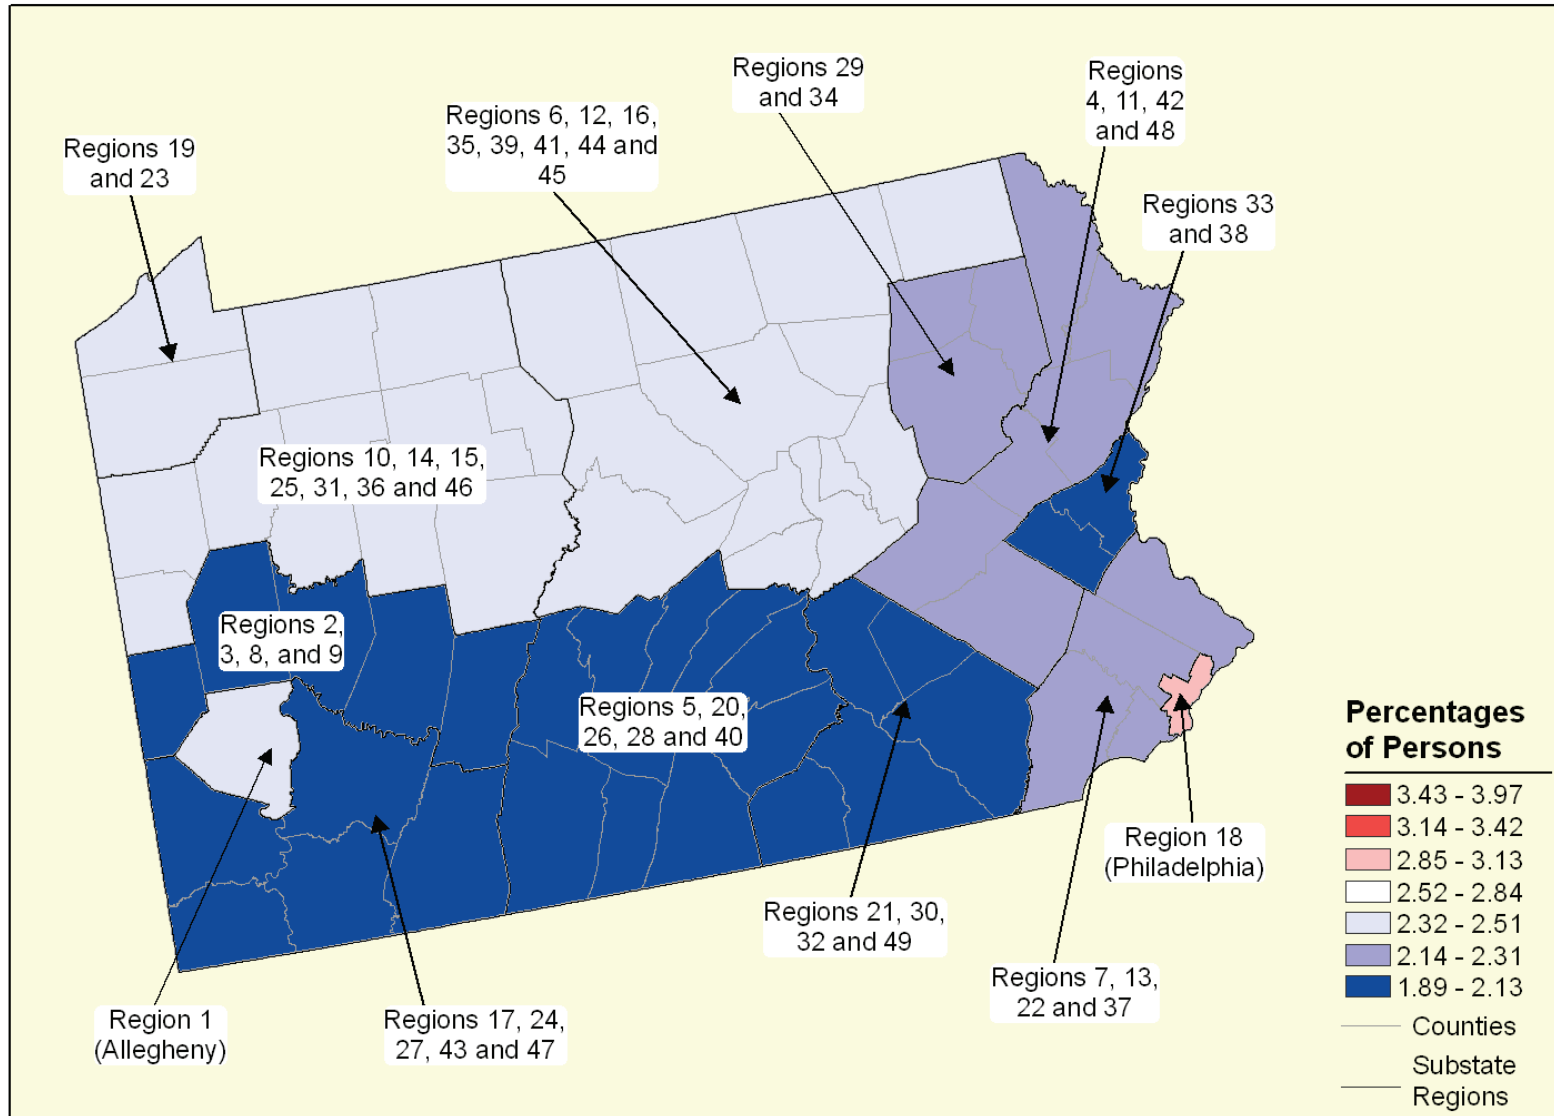 Regions 29
and 34
Regions
4, 11, 42
and 48
Regions 6, 12, 16,
35, 39, 41, 44 and
45
Regions 19
and 23
Regions 33
and 38
Regions 10, 14, 15,
25, 31, 36 and 46
Regions 2,
3, 8, and 9
Regions 5, 20,
26, 28 and 40
Region 18
(Philadelphia)
Regions 21, 30,
32 and 49
Regions 7, 13,
22 and 37
Region 1
(Allegheny)
Regions 17, 24,
27, 43 and 47
Percentages
of Persons
3.43 - 3.97
3.14 - 3.42
2.85 - 3.13
2.52 - 2.84
2.32 - 2.51
2.14 - 2.31
1.89 - 2.13
Counties
Substate
Regions